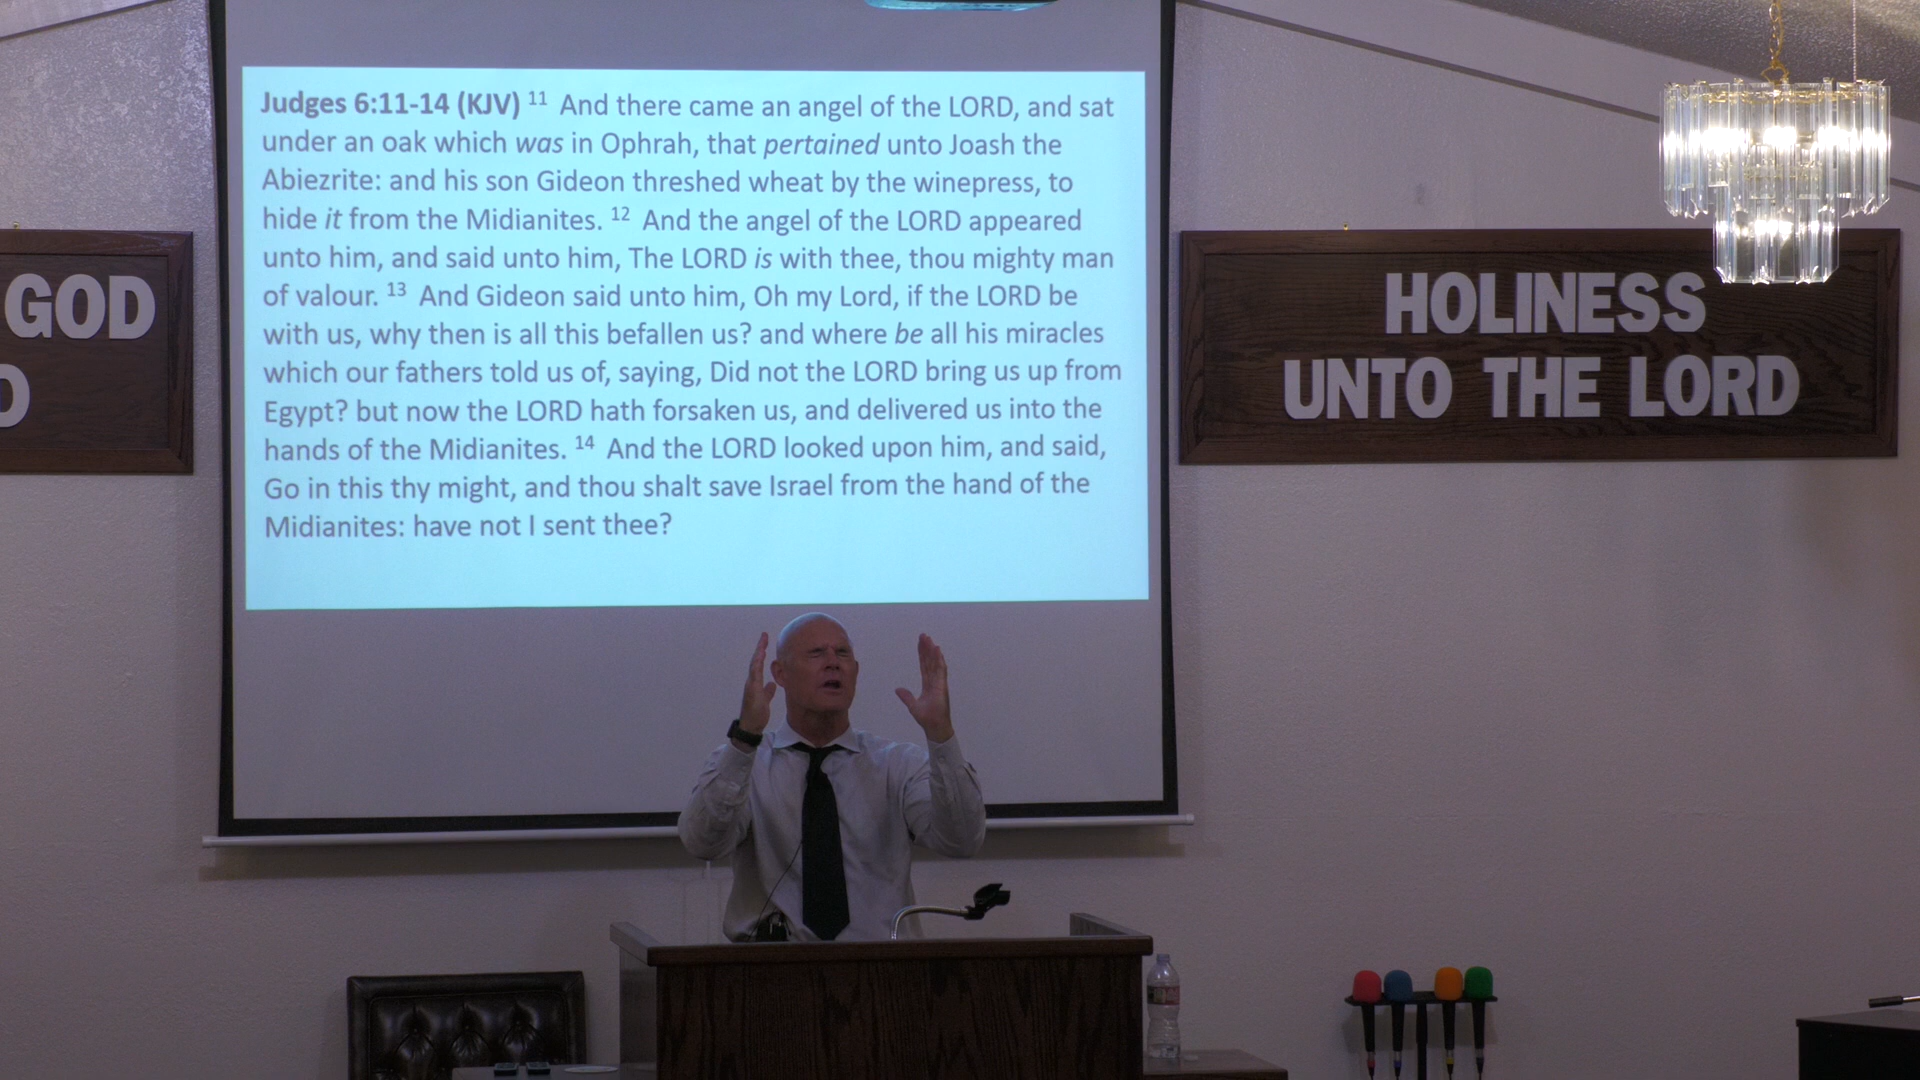 Judges 6:11-14 (KJV) 11 And there came an angel of the LORD, and sat
under an oak which was in Ophrah, that pertained unto Joash the
Abiezrite: and his son Gideon threshed wheat by the winepress, to
hide it from the Midianites. 12 And the angel of the LORD appeared
unto him, and said unto him, The LORD is with thee, thou mighty man
of valour. 13 And Gideon said unto him, Oh my Lord, if the LORD be
with us, why then is all this befallen us? and where be all his miracles
which our fathers told us of, saying, Did not the LORD bring us up from
Egypt? but now the LORD hath forsaken us, and delivered us into the
hands of the Midianites. 14 And the LORD looked upon him, and said,
Go in this thy might, and thou shalt save Israel from the hand of the
Midianites: have not I sent thee?
GOD
D
HOLINESS
UNTO THE LORD